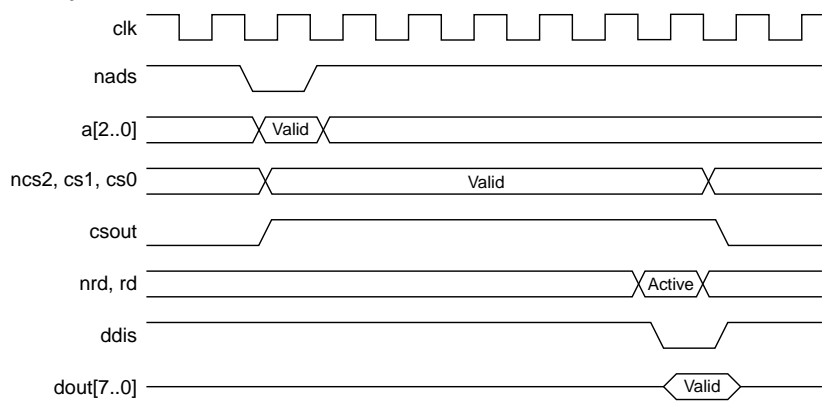 clk
nads
a[2..0] Valid
ncs2, cs1, cs0 Valid
csout
nrd, rd Active
ddis
dout[7..0] Valid